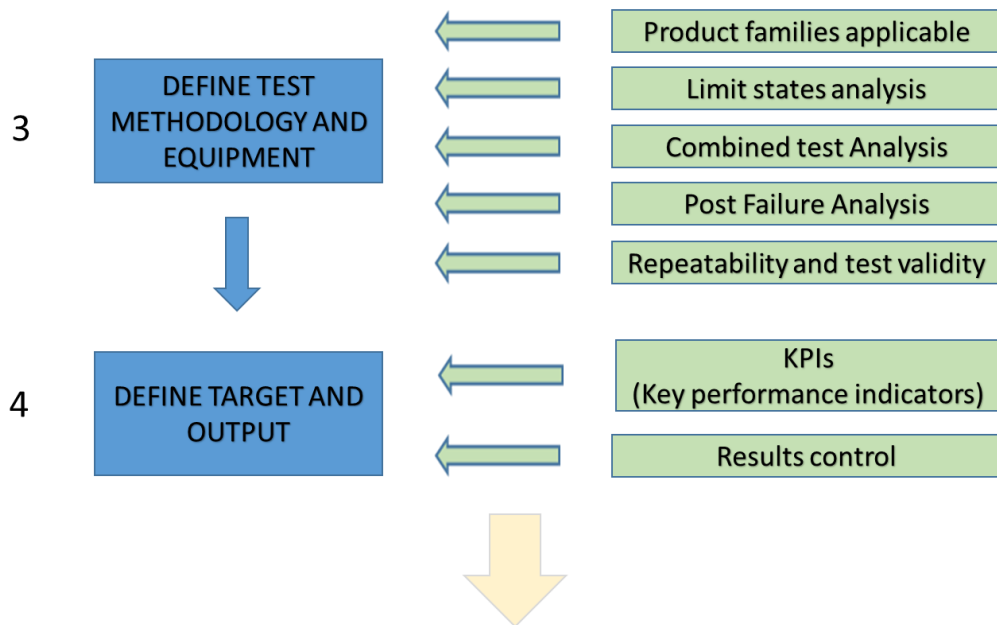 Product families applicable
3
DEFINE TEST
METHODOLOGY AND
EQUIPMENT
Limit states analysis
Combined test Analysis
Post Failure Analysis
Repeatability and test validity
4
DEFINE TARGET AND
OUTPUT
KPIs
(Key performance indicators)
Results control